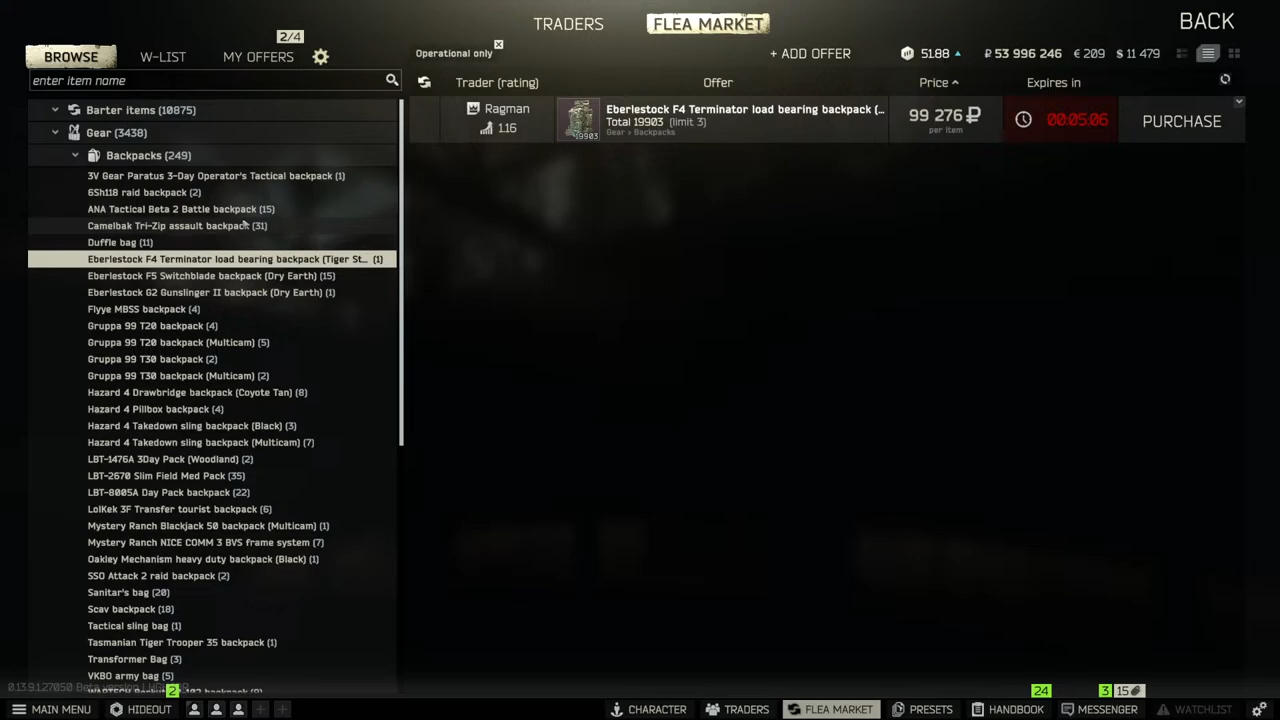 TRADERS
FLEA MARKET
BACK
2/4
BROWSE
W-LIST
MY OFFERS
Operational only
+ ADD OFFER
51.88
₽ 53 996 246
€ 209
$ 11 479
enter item name
Trader (rating)
Offer
Price
Expires in
Barter items (10875)
Gear (3438)
Backpacks (249)
3V Gear Paratus 3-Day Operator's Tactical backpack (1)
6Sh118 raid backpack (2)
ANA Tactical Beta 2 Battle backpack (15)
Camelbak Tri-Zip assault backpack (31)
Duffle bag (11)
Eberlestock F4 Terminator load bearing backpack (Tiger St... (1)
Eberlestock F5 Switchblade backpack (Dry Earth) (15)
Eberlestock G2 Gunslinger II backpack (Dry Earth) (1)
Flyye MBSS backpack (4)
Gruppa 99 T20 backpack (4)
Gruppa 99 T20 backpack (Multicam) (5)
Gruppa 99 T30 backpack (2)
Gruppa 99 T30 backpack (Multicam) (2)
Hazard 4 Drawbridge backpack (Coyote Tan) (8)
Hazard 4 Pillbox backpack (4)
Hazard 4 Takedown sling backpack (Black) (3)
Hazard 4 Takedown sling backpack (Multicam) (7)
LBT-1476A 3Day Pack (Woodland) (2)
LBT-2670 Slim Field Med Pack (35)
LBT-8005A Day Pack backpack (22)
LolKek 3F Transfer tourist backpack (6)
Mystery Ranch Blackjack 50 backpack (Multicam) (1)
Mystery Ranch NICE COMM 3 BVS frame system (7)
Oakley Mechanism heavy duty backpack (Black) (1)
SSO Attack 2 raid backpack (2)
Sanitar's bag (20)
Scav backpack (18)
Tactical sling bag (1)
Tasmanian Tiger Trooper 35 backpack (1)
Transformer Bag (3)
VKBO army bag (5)
Ragman
1.16
19903
Eberlestock F4 Terminator load bearing backpack (...
Total 19903 (limit 3)
Gear > Backpacks
99 276 ₽
per item
00:05:06
PURCHASE
0.13.9.1.27050 Beta version
2
24
3
15
MAIN MENU
HIDEOUT
CHARACTER
TRADERS
FLEA MARKET
PRESETS
HANDBOOK
MESSENGER
WATCHLIST